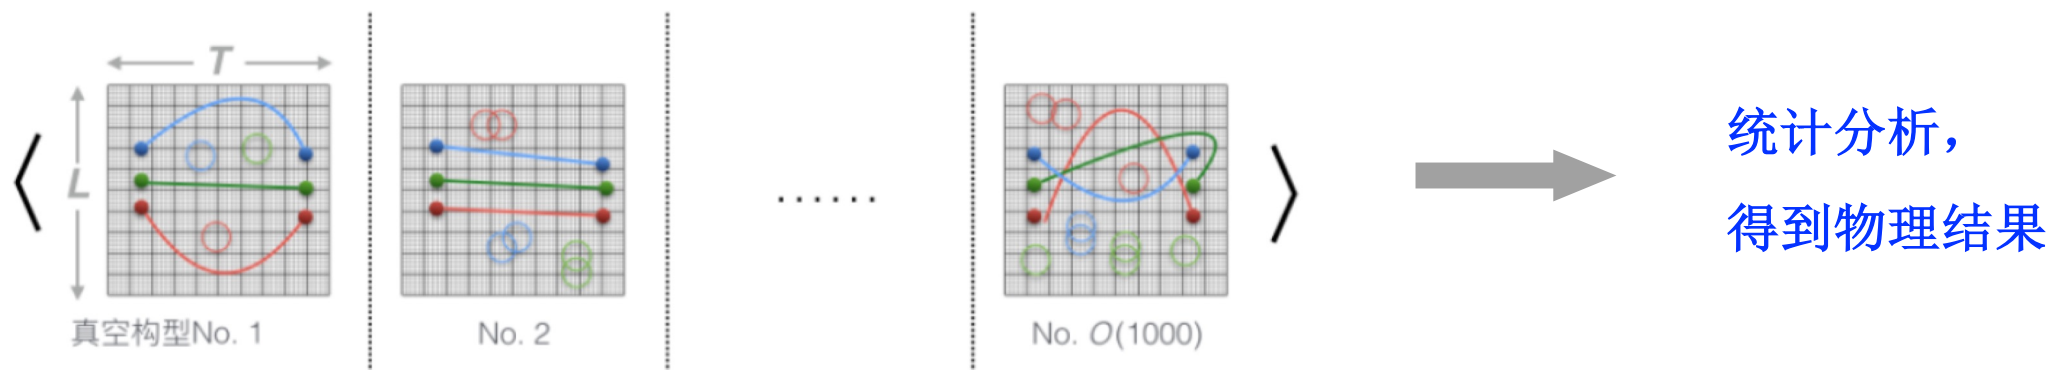 T
L
真空构型No. 1
No. 2
......
No. O(1000)
统计分析，
得到物理结果